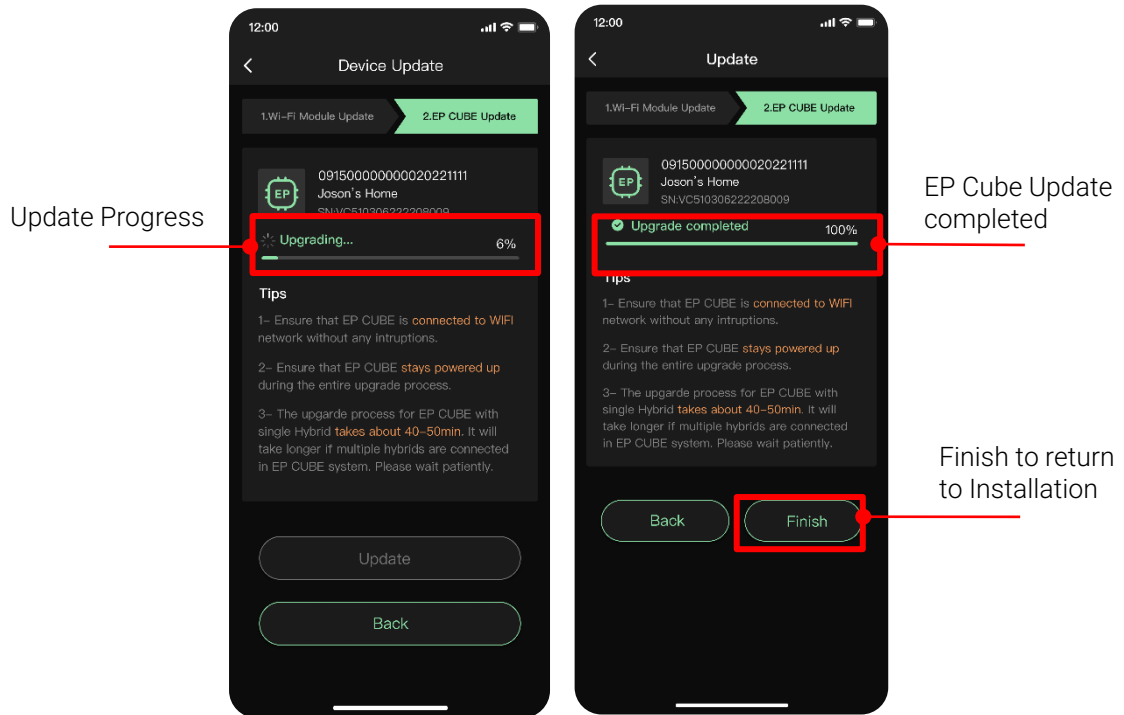 Update Progress
12:00
Device Update
1.Wi-Fi Module Update
2.EP CUBE Update
EP
091500000000020221111
Joson's Home
SN:VC510306222208009
Upgrading...
6%
Tips
1– Ensure that EP CUBE is connected to WIFI
network without any intruptions.
2– Ensure that EP CUBE stays powered up
during the entire upgrade process.
3– The upgarde process for EP CUBE with
single Hybrid takes about 40–50min. It will
take longer if multiple hybrids are connected
in EP CUBE system. Please wait patiently.
Update
Back
12:00
Update
1.Wi-Fi Module Update
2.EP CUBE Update
EP
091500000000020221111
Joson's Home
SN:VC510306222208009
Upgrade completed
100%
Tips
1– Ensure that EP CUBE is connected to WIFI
network without any intruptions.
2– Ensure that EP CUBE stays powered up
during the entire upgrade process.
3– The upgarde process for EP CUBE with
single Hybrid takes about 40–50min. It will
take longer if multiple hybrids are connected
in EP CUBE system. Please wait patiently.
Back
Finish
EP Cube Update
completed
Finish to return
to Installation